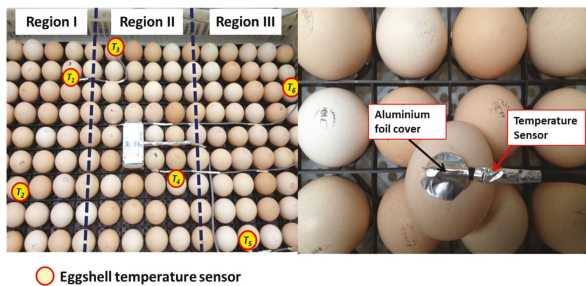 Region I
Region II
Region III
T3
T1
T6
T2
T4
T5
Aluminium
foil cover
Temperature
Sensor
Eggshell temperature sensor